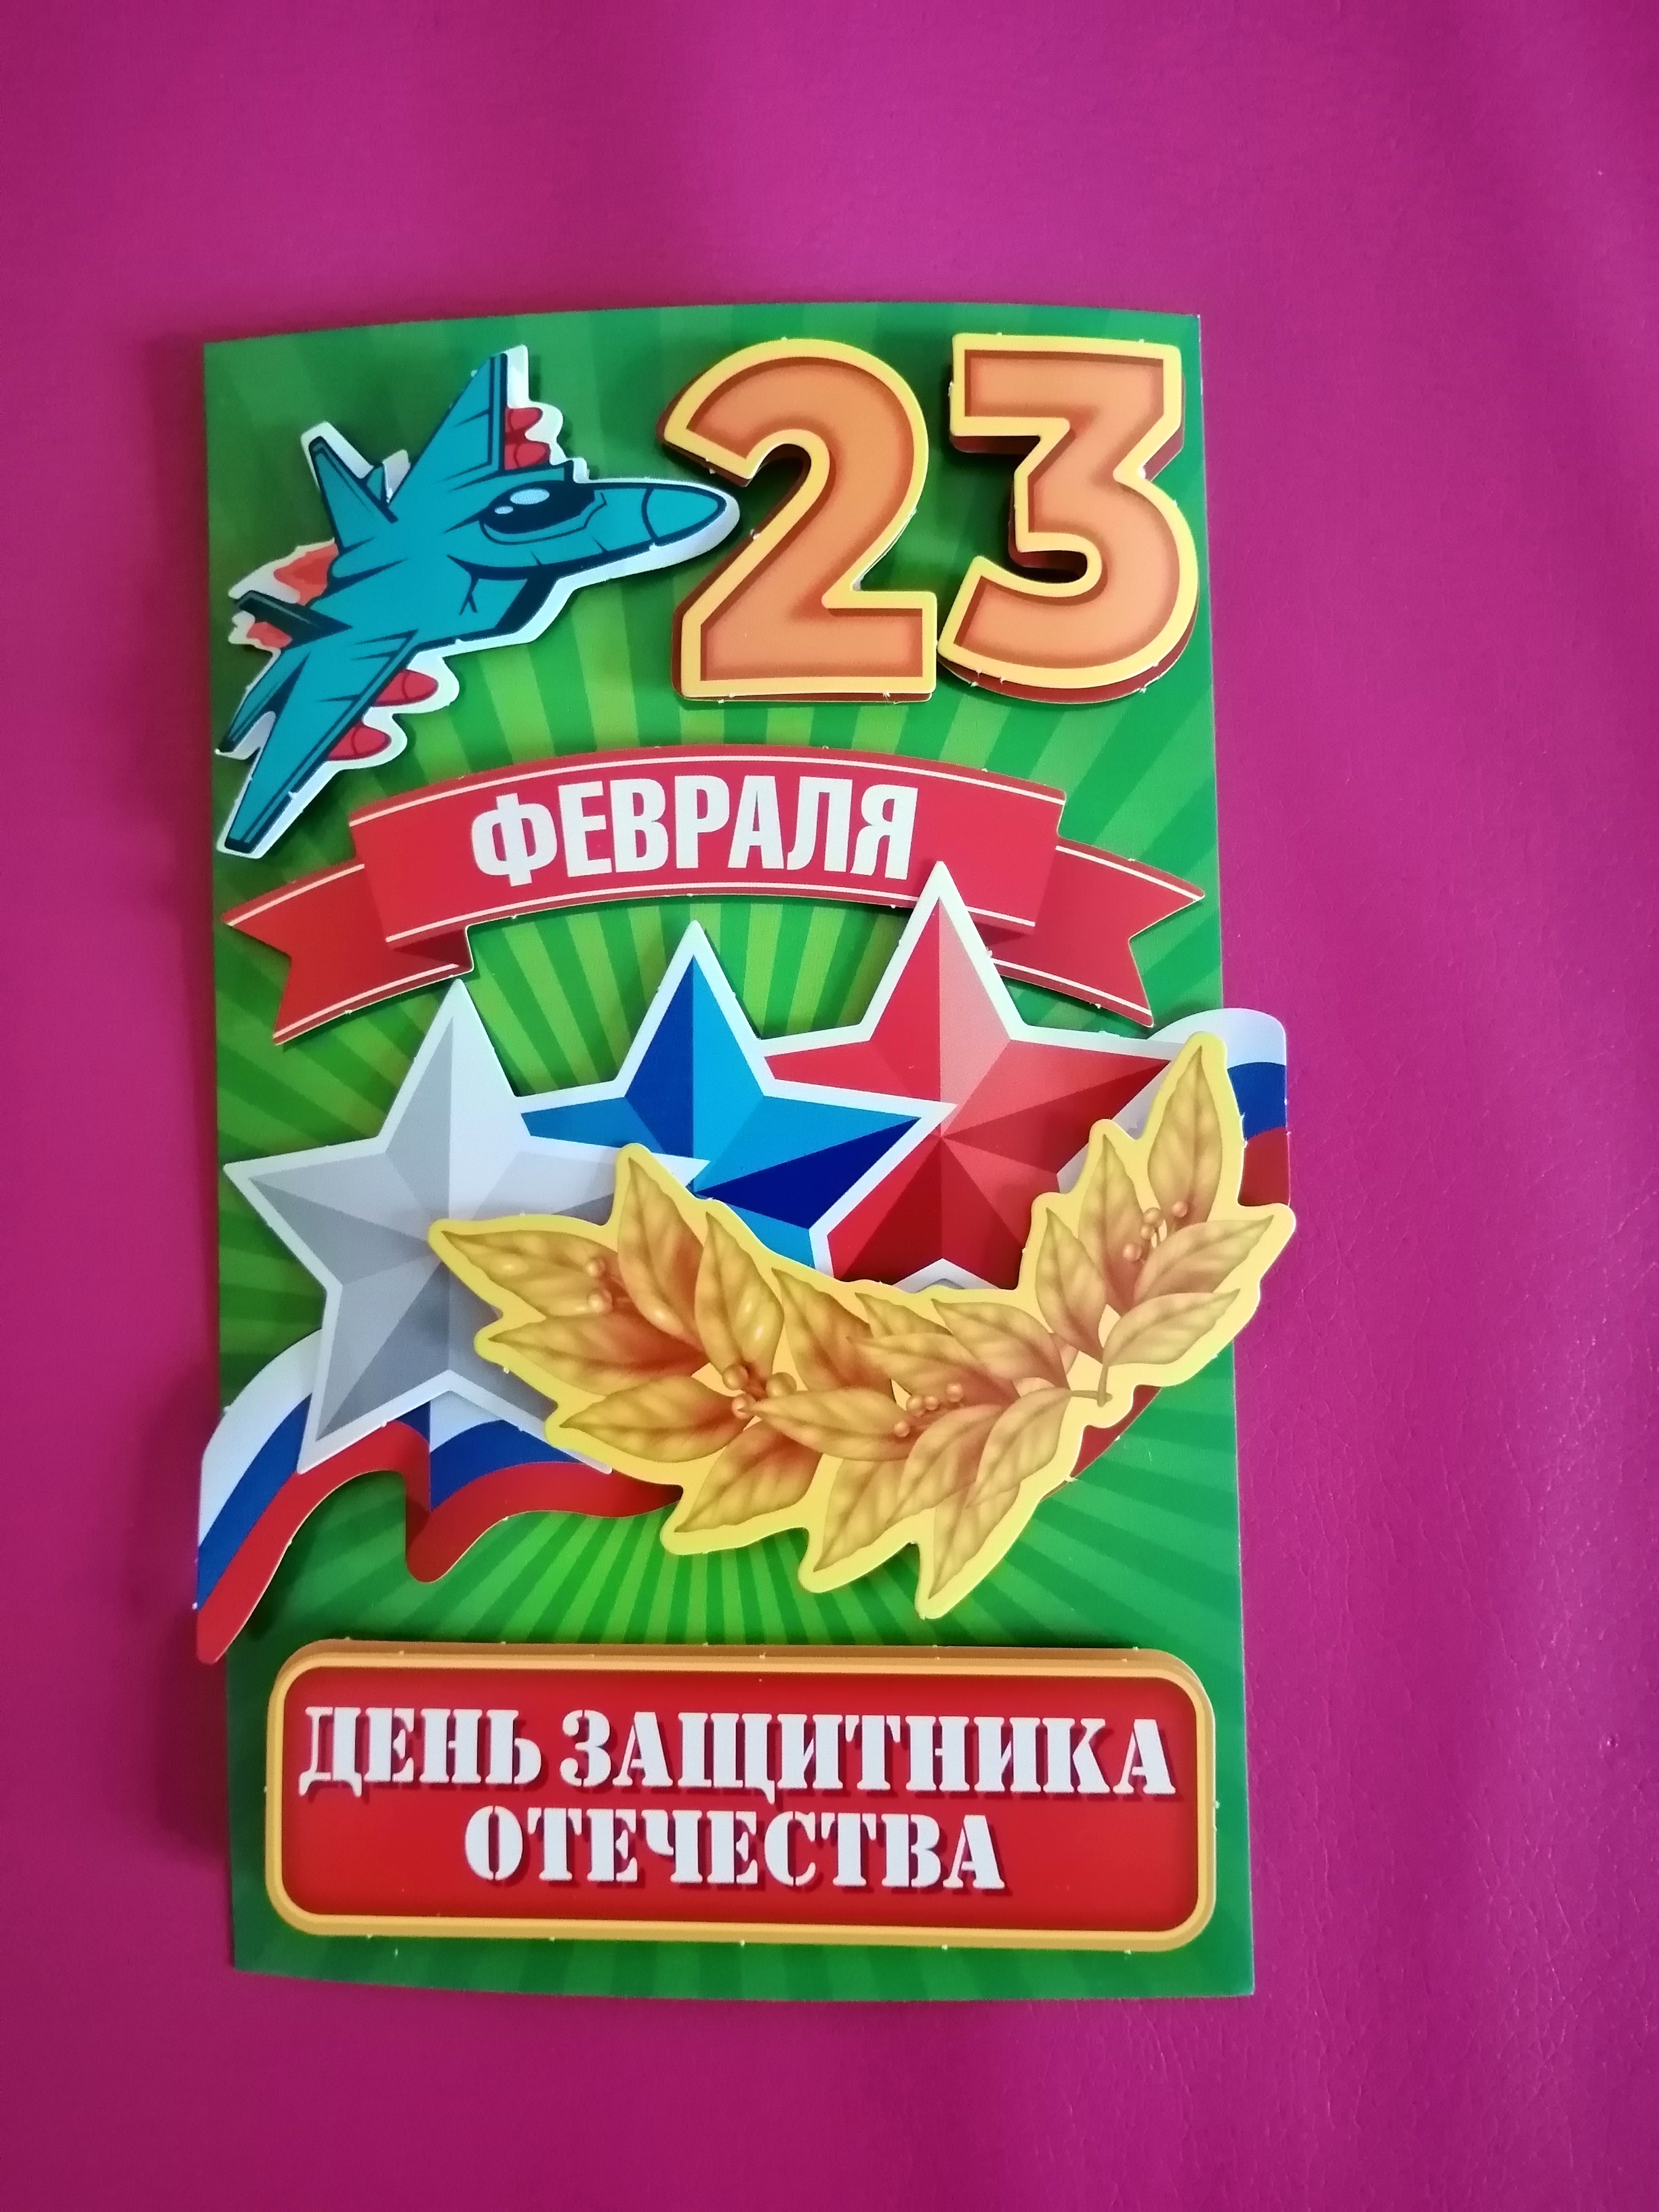 23
ФЕВРАЛЯ
ДЕНЬ ЗАЩИТНИКА
ОТЕЧЕСТВА